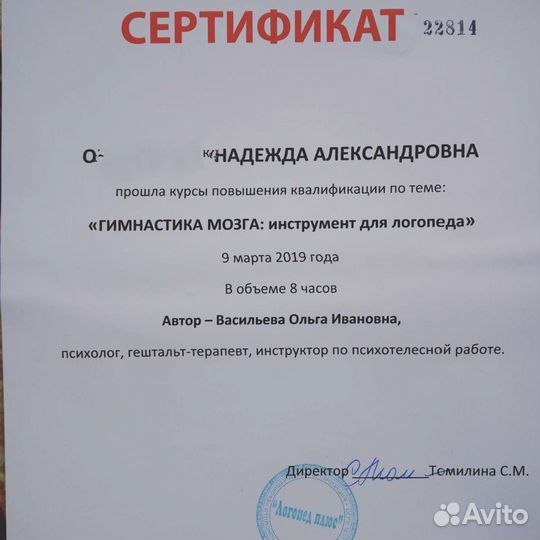 СЕРТИФИКАТ 22814
НАДЕЖДА АЛЕКСАНДРОВНА
прошла курсы повышения квалификации по теме:
«ГИМНАСТИКА МОЗГА: инструмент для логопеда»
9 марта 2019 года
В объеме 8 часов
Автор – Васильева Ольга Ивановна,
психолог, гештальт-терапевт, инструктор по психотелесной работе.
Директор Томилина С.М.
"Логопед плюс"
Avito